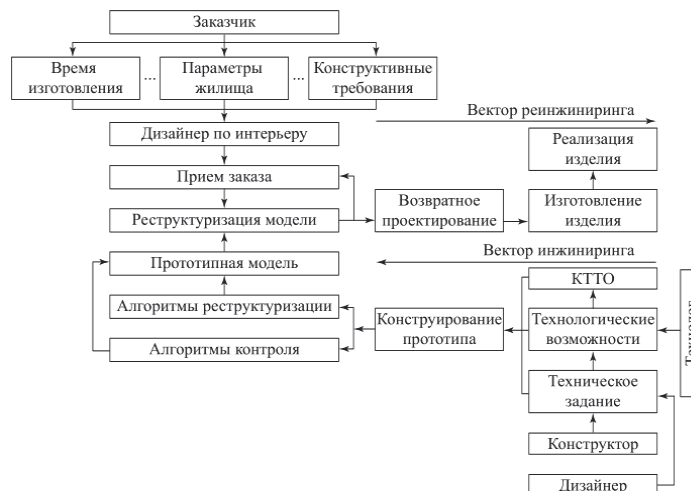 Заказчик
Время
изготовления
...
Параметры
жилища
...
Конструктивные
требования
Вектор реинжиниринга
Дизайнер по интерьеру
Реализация
изделия
Прием заказа
Возвратное
проектирование
Изготовление
изделия
Реструктуризация модели
Вектор инжиниринга
Прототипная модель
КТТО
Алгоритмы реструктуризации
Конструирование
прототипа
Технологические
возможности
Технолог
Алгоритмы контроля
Техническое
задание
Конструктор
Дизайнер